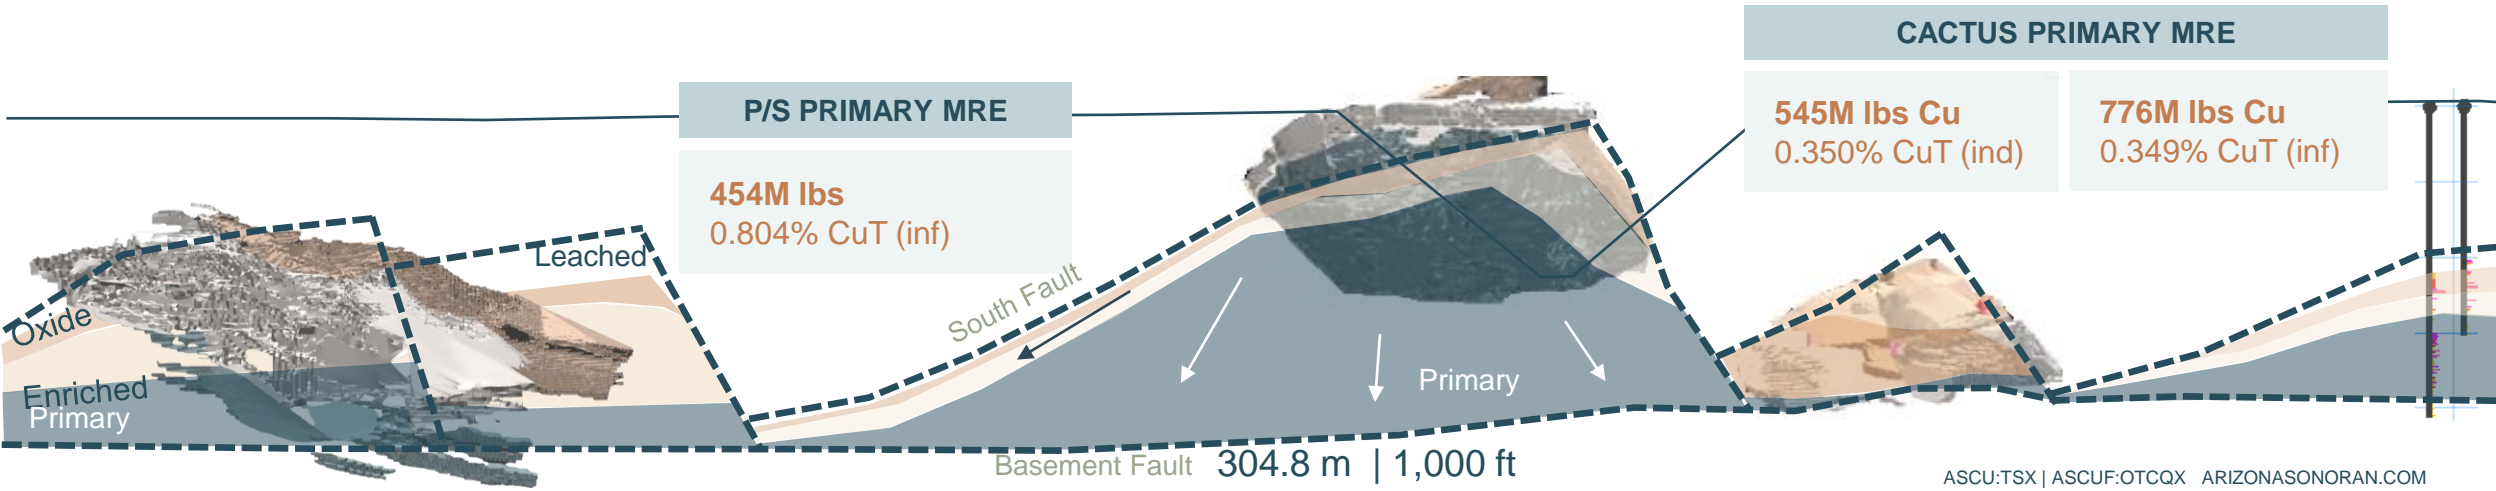 CACTUS PRIMARY MRE
P/S PRIMARY MRE
545M lbs Cu
0.350% CuT (ind)
776M lbs Cu
0.349% CuT (inf)
454M lbs
0.804% CuT (inf)
Leached
South Fault
Oxide
Enriched
Primary
Primary
Basement Fault
304.8 m | 1,000 ft
ASCU:TSX | ASCUF:OTCQX ARIZONASONORAN.COM